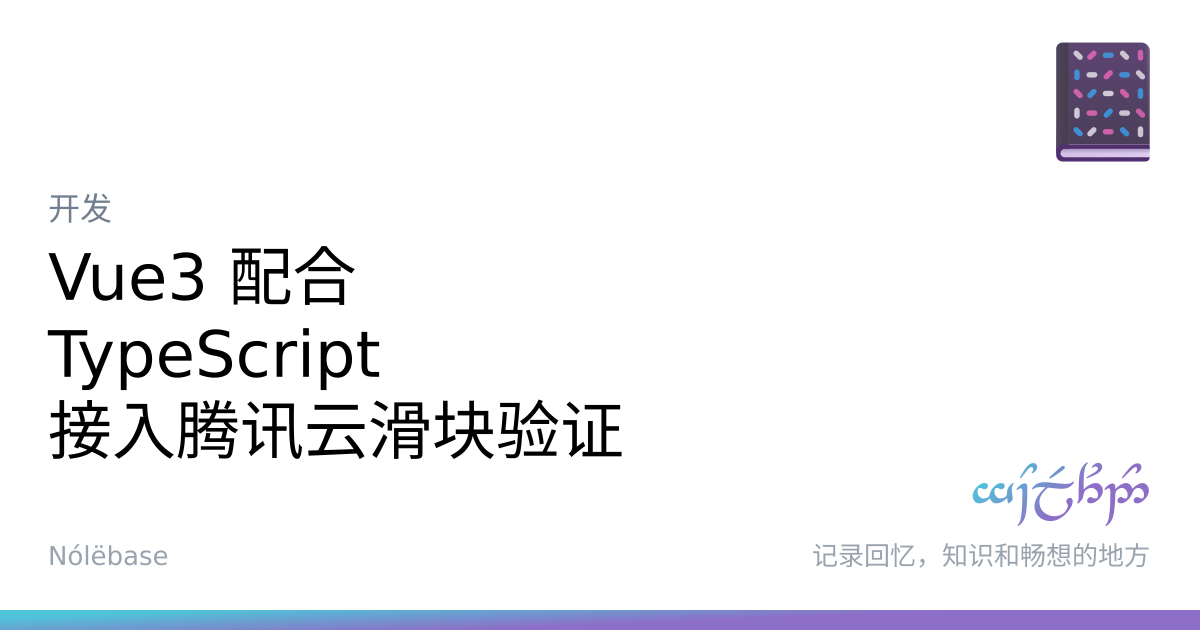 开发
Vue3 配合
TypeScript
接入腾讯云滑块验证
Nólëbase
记录回忆，知识和畅想的地方